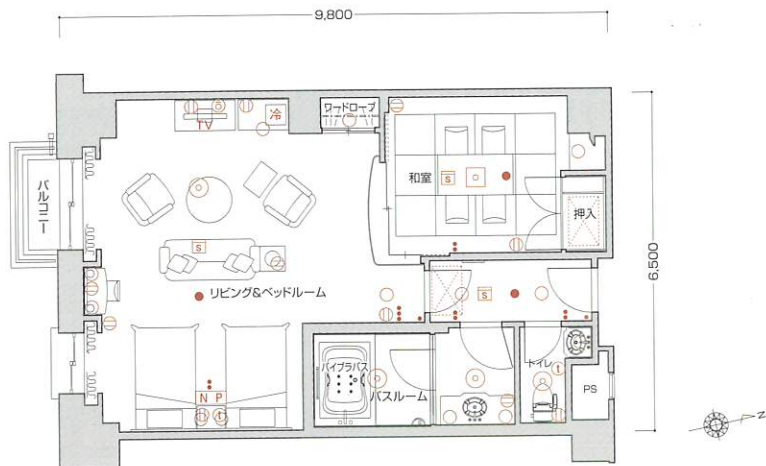 9,800
ワードローブ
冷
TV
和室
S
押入
バルコニー
S
6,500
リビング&ベッドルーム
S
バイブラバス
バスルーム
トイレ
t
N P
t
PS
N